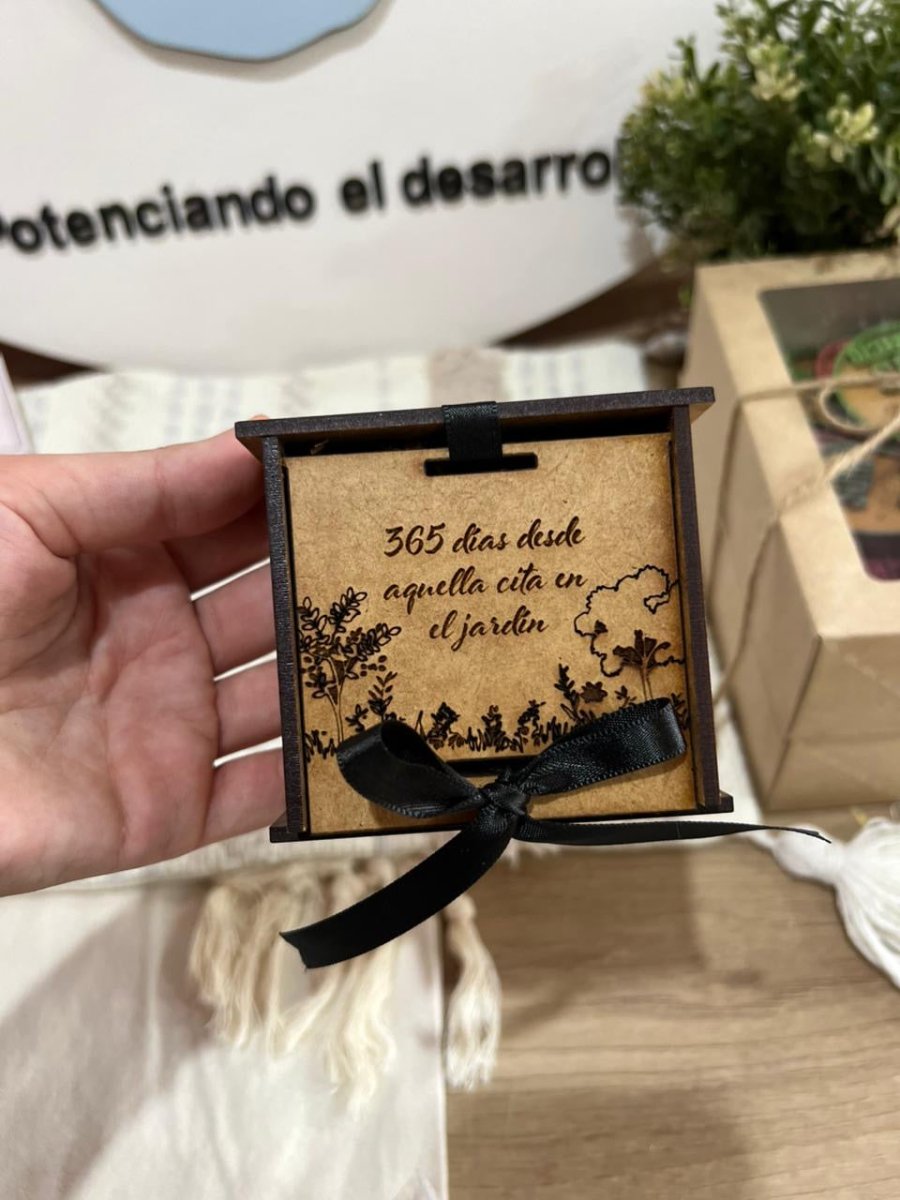 Potenciando el desarro
365 días desde
aquella cita en
el jardín